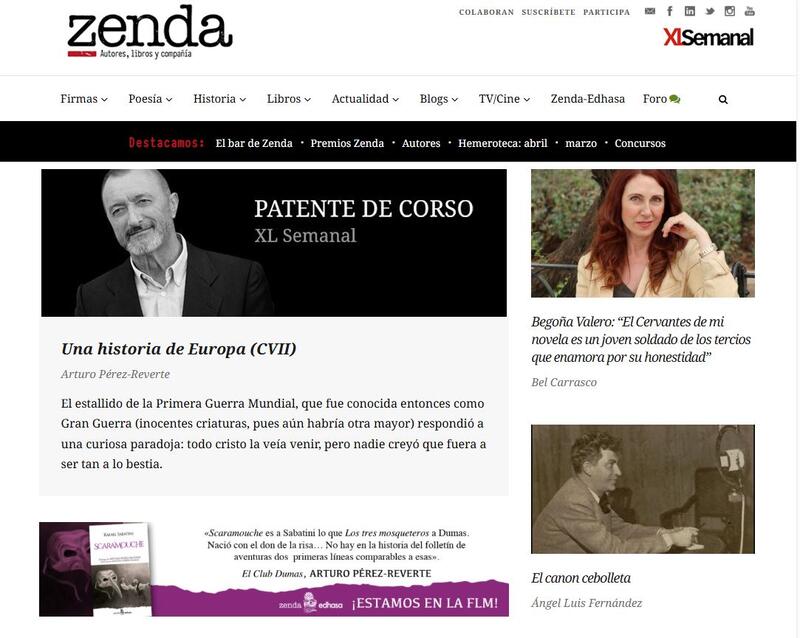 COLABORAN SUSCRÍBETE PARTICIPA
zenda
Autores, libros y compañía
XLSemanal
Firmas Poesía Historia Libros Actualidad Blogs TV/Cine Zenda-Edhasa Foro
Destacamos: El bar de Zenda • Premios Zenda • Autores • Hemeroteca: abril • marzo • Concursos
PATENTE DE CORSO
XL Semanal
Una historia de Europa (CVII)
Arturo Pérez-Reverte
El estallido de la Primera Guerra Mundial, que fue conocida entonces como
Gran Guerra (inocentes criaturas, pues aún habría otra mayor) respondió a
una curiosa paradoja: todo cristo la veía venir, pero nadie creyó que fuera a
ser tan a lo bestia.
Begoña Valero: “El Cervantes de mi
novela es un joven soldado de los tercios
que enamora por su honestidad”
Bel Carrasco
El canon cebolleta
Ángel Luis Fernández
RAFAEL SABATINI
SCARAMOUCHE
«Scaramouche es a Sabatini lo que Los tres mosqueteros a Dumas.
Nació con el don de la risa… No hay en la historia del folletín de
aventuras dos primeras líneas comparables a esas».
El Club Dumas, ARTURO PÉREZ-REVERTE
zenda edhasa ¡ESTAMOS EN LA FLM!